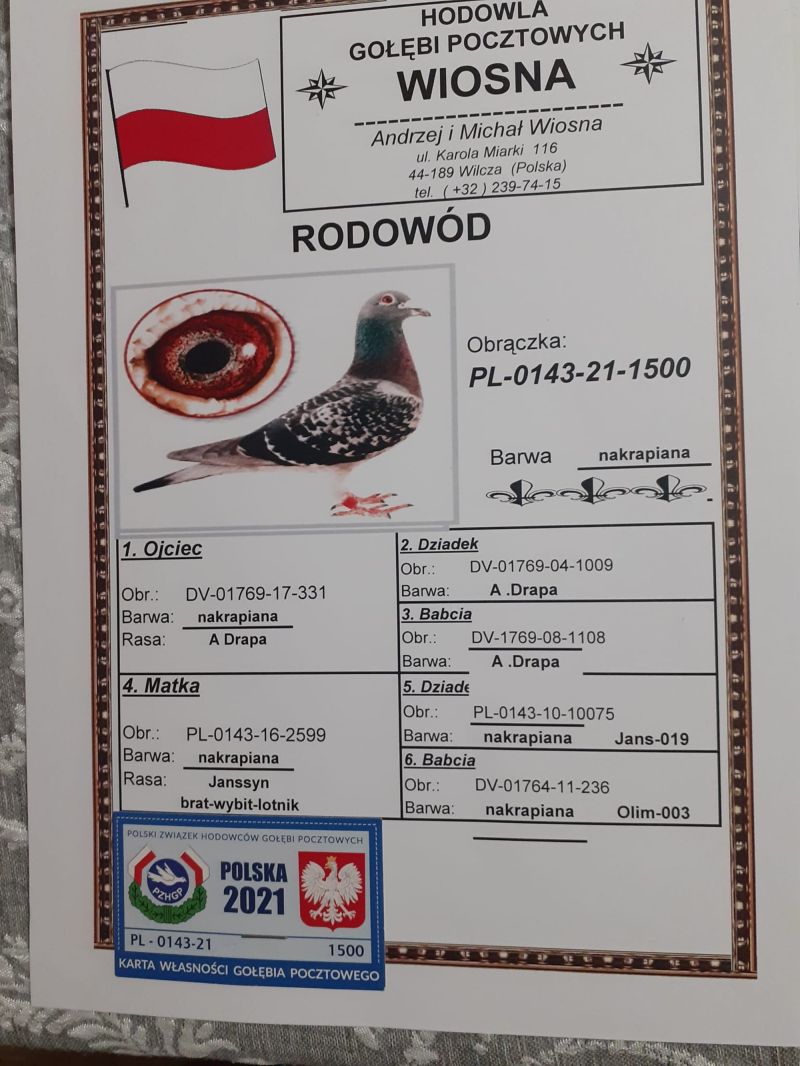 HODOWLA
GOŁĘBI POCZTOWYCH
WIOSNA
Andrzej i Michał Wiosna
ul. Karola Miarki 116
44-189 Wilcza (Polska)
tel. ( +32 ) 239-74-15
RODOWÓD
Obrączka:
PL-0143-21-1500
Barwa nakrapiana
1. Ojciec
Obr.: DV-01769-17-331
Barwa: nakrapiana
Rasa: A Drapa
2. Dziadek
Obr.: DV-01769-04-1009
Barwa: A .Drapa
3. Babcia
Obr.: DV-1769-08-1108
Barwa: A .Drapa
4. Matka
Obr.: PL-0143-16-2599
Barwa: nakrapiana
Rasa: Janssyn
brat-wybit-lotnik
5. Dziade
Obr.: PL-0143-10-10075
Barwa: nakrapiana Jans-019
6. Babcia
Obr.: DV-01764-11-236
Barwa: nakrapiana Olim-003
POLSKI ZWIĄZEK HODOWCÓW GOŁĘBI POCZTOWYCH
PZHGP
POLSKA
2021
PL - 0143-21 1500
KARTA WŁASNOŚCI GOŁĘBIA POCZTOWEGO